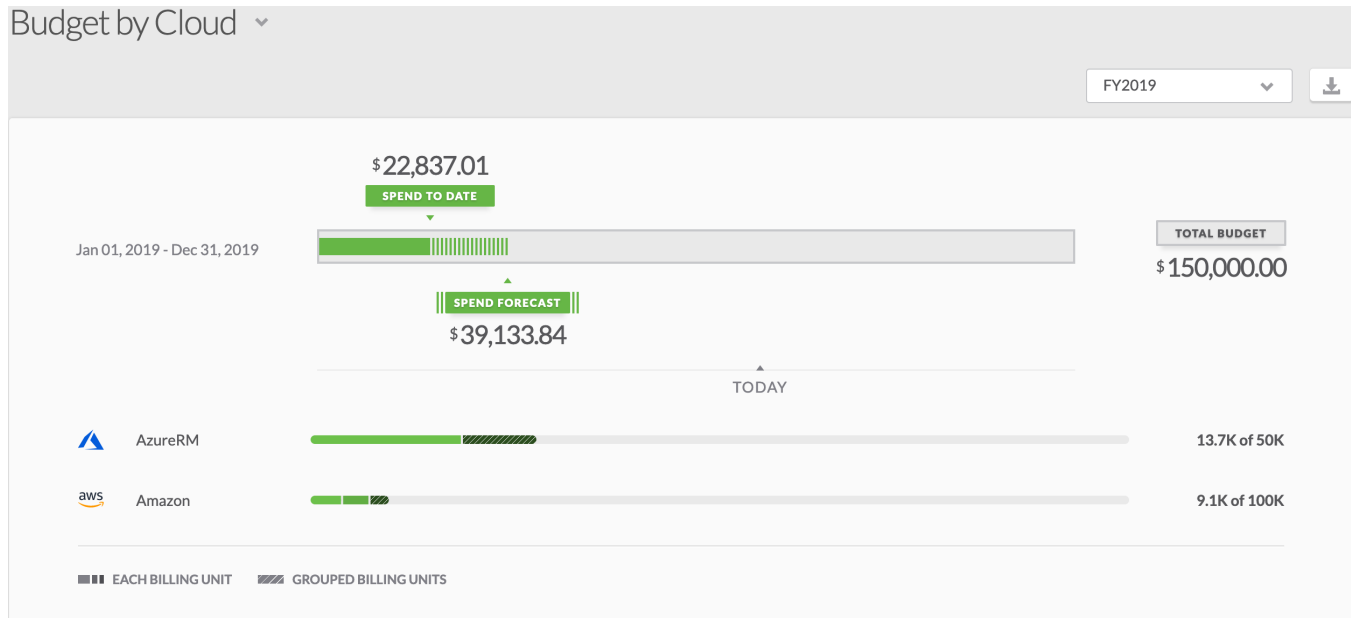 Budget by Cloud
FY2019
$22,837.01
SPEND TO DATE
Jan 01, 2019 - Dec 31, 2019
TOTAL BUDGET
$150,000.00
SPEND FORECAST
$39,133.84
TODAY
AzureRM
13.7K of 50K
aws
Amazon
9.1K of 100K
EACH BILLING UNIT
GROUPED BILLING UNITS